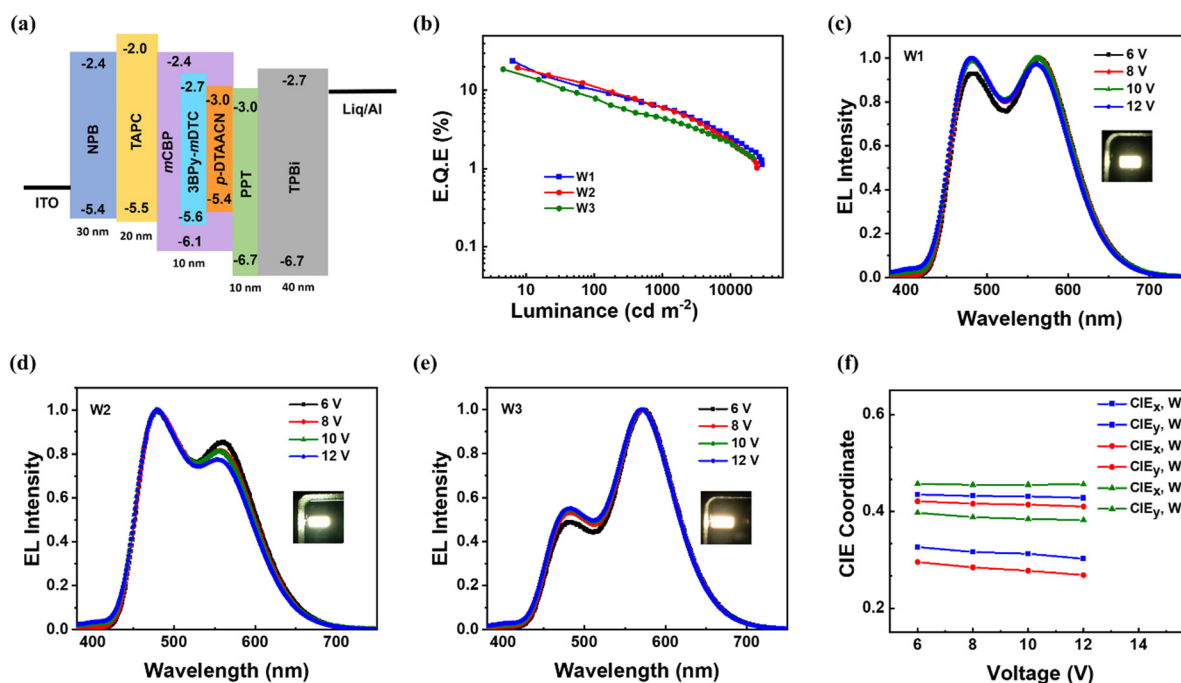 (a)
-2.4
NPB
-5.4
30 nm
-2.0
TAPC
-5.5
20 nm
-2.4
mCBP
-6.1
10 nm
-2.7
3BPy-mDTC
-5.6
-3.0
p-DTAACN
-5.4
-3.0
PPT
-6.7
10 nm
-2.7
TPBi
-6.7
40 nm
ITO
Liq/Al
(b)
E.Q.E (%)
10
1
0.1
W1
W2
W3
10 100 1000 10000
Luminance (cd m-2)
(c)
W1
EL Intensity
1.0
0.8
0.6
0.4
0.2
0.0
6 V
8 V
10 V
12 V
400 500 600 700
Wavelength (nm)
(d)
W2
EL Intensity
1.0
0.8
0.6
0.4
0.2
0.0
6 V
8 V
10 V
12 V
400 500 600 700
Wavelength (nm)
(e)
W3
EL Intensity
1.0
0.8
0.6
0.4
0.2
0.0
6 V
8 V
10 V
12 V
400 500 600 700
Wavelength (nm)
(f)
CIE Coordinate
0.6
0.4
0.2
CIEx, W
CIEy, W
CIEx, W
CIEy, W
CIEx, W
CIEy, W
6 8 10 12 14
Voltage (V)